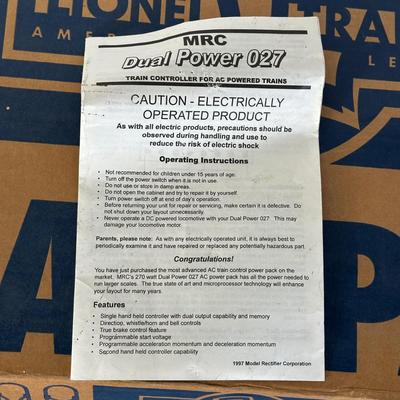 LIONE
TRA
AMER
LE
MRC
Dual Power 027
TRAIN CONTROLLER FOR AC POWERED TRAINS
CAUTION - ELECTRICALLY
OPERATED PRODUCT
As with all electric products, precautions should be
observed during handling and use to
reduce the risk of electric shock
Operating Instructions
• Not recommended for children under 15 years of age.
• Turn off the power switch when it is not in use.
• Do not use or store in damp areas.
• Do not open the cabinet and try to repair it by yourself.
• Turn power switch off at end of day's operation.
• Before returning your unit for repair or servicing, make certain it is defective. Do
not shut down your layout unnecessarily.
• Never operate a DC powered locomotive with your Dual Power 027. This may
damage your locomotive motor.
Parents, please note: As with any electrically operated unit, it is always best to
periodically examine it and have repaired or replaced any potentially hazardous part.
Congratulations!
You have just purchased the most advanced AC train control power pack on the
market. MRC's 270 watt Dual Power 027 AC power pack has all the power needed to
run larger scales. The true state of art and microprocessor technology will enhance
your layout for many years.
Features
• Single hand held controller with dual output capability and memory
• Direction, whistle/horn and bell controls
• True brake control feature
• Programmable start voltage
• Programmable acceleration momentum and deceleration momentum
• Second hand held controller capability
1997 Model Rectifier Corporation